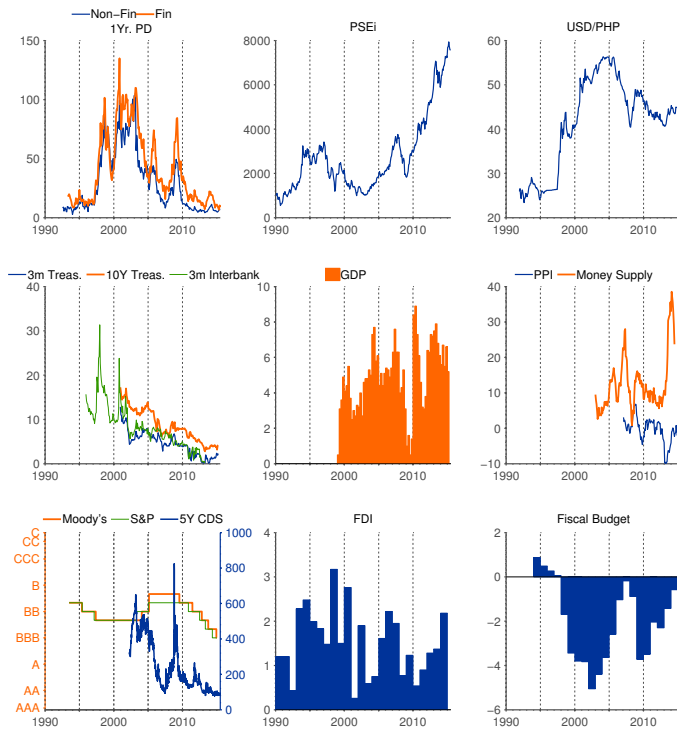 Non−Fin Fin
1Yr. PD
150
100
50
0
1990 2000 2010
PSEi
8000
6000
4000
2000
0
1990 2000 2010
USD/PHP
60
50
40
30
20
1990 2000 2010
3m Treas. 10Y Treas. 3m Interbank
40
30
20
10
0
1990 2000 2010
GDP
10
8
6
4
2
0
1990 2000 2010
PPI Money Supply
40
30
20
10
0
−10
1990 2000 2010
Moody's S&P 5Y CDS
C
CC
CCC
B
BB
BBB
A
AA
AAA
1000
800
600
400
200
0
1990 2000 2010
FDI
4
3
2
1
0
1990 2000 2010
Fiscal Budget
2
0
−2
−4
−6
1990 2000 2010